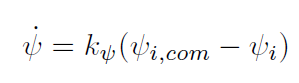 ψ̇ = k_ψ(ψ_{i,com} − ψ_i)